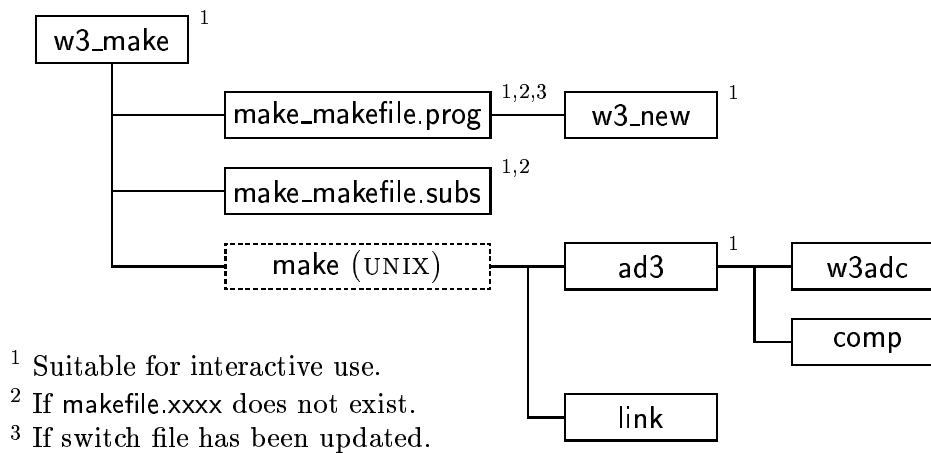 w3_make 1
make_makefile.prog 1,2,3 w3_new 1
make_makefile.subs 1,2
make (UNIX) ad3 1 w3adc
comp
1 Suitable for interactive use.
2 If makefile.xxxx does not exist.
link
3 If switch file has been updated.